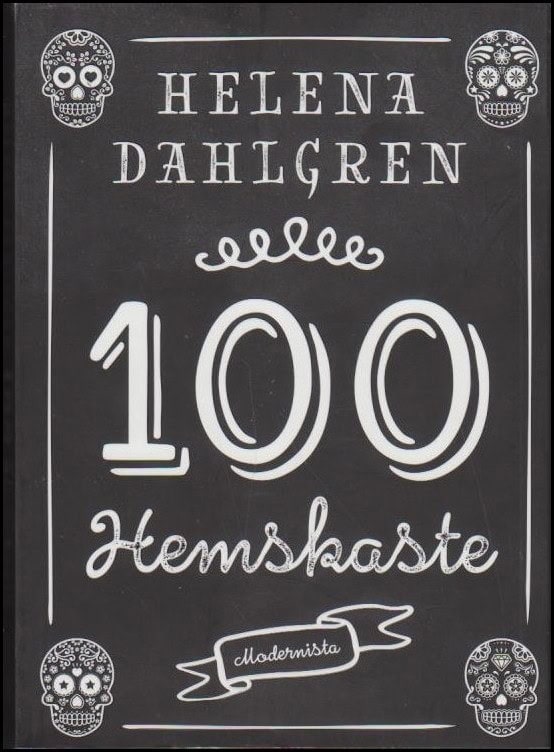 HELENA
DAHLGREN
100
Hemskaste
Modernista